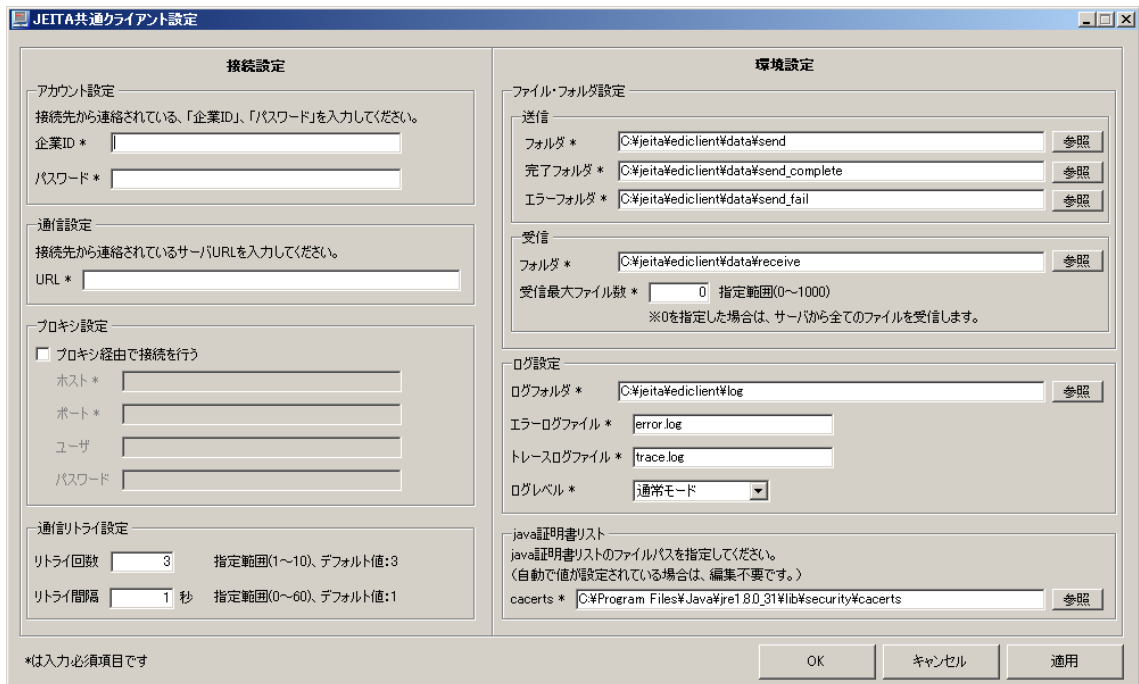 JEITA共通クライアント設定
接続設定
アカウント設定
接続先から連絡されている、「企業ID」、「パスワード」を入力してください。
企業ID *
パスワード *
通信設定
接続先から連絡されているサーバURLを入力してください。
URL *
プロキシ設定
プロキシ経由で接続を行う
ホスト *
ポート *
ユーザ
パスワード
通信リトライ設定
リトライ回数 3 指定範囲(1～10)、デフォルト値:3
リトライ間隔 1 秒 指定範囲(0～60)、デフォルト値:1
環境設定
ファイル・フォルダ設定
送信
フォルダ * C:¥jeita¥ediclient¥data¥send 参照
完了フォルダ * C:¥jeita¥ediclient¥data¥send_complete 参照
エラーフォルダ * C:¥jeita¥ediclient¥data¥send_fail 参照
受信
フォルダ * C:¥jeita¥ediclient¥data¥receive 参照
受信最大ファイル数 * 0 指定範囲(0～1000)
※0を指定した場合は、サーバから全てのファイルを受信します。
ログ設定
ログフォルダ * C:¥jeita¥ediclient¥log 参照
エラーログファイル * error.log
トレースログファイル * trace.log
ログレベル * 通常モード
java証明書リスト
java証明書リストのファイルパスを指定してください。
（自動で値が設定されている場合は、編集不要です。）
cacerts * C:¥Program Files¥Java¥jre1.8.0_31¥lib¥security¥cacerts 参照
*は入力必須項目です
OK キャンセル 適用